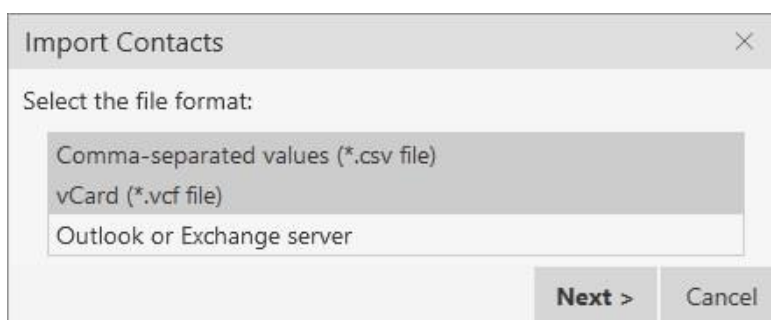 Import Contacts
Select the file format:
Comma-separated values (*.csv file)
vCard (*.vcf file)
Outlook or Exchange server
Next > Cancel